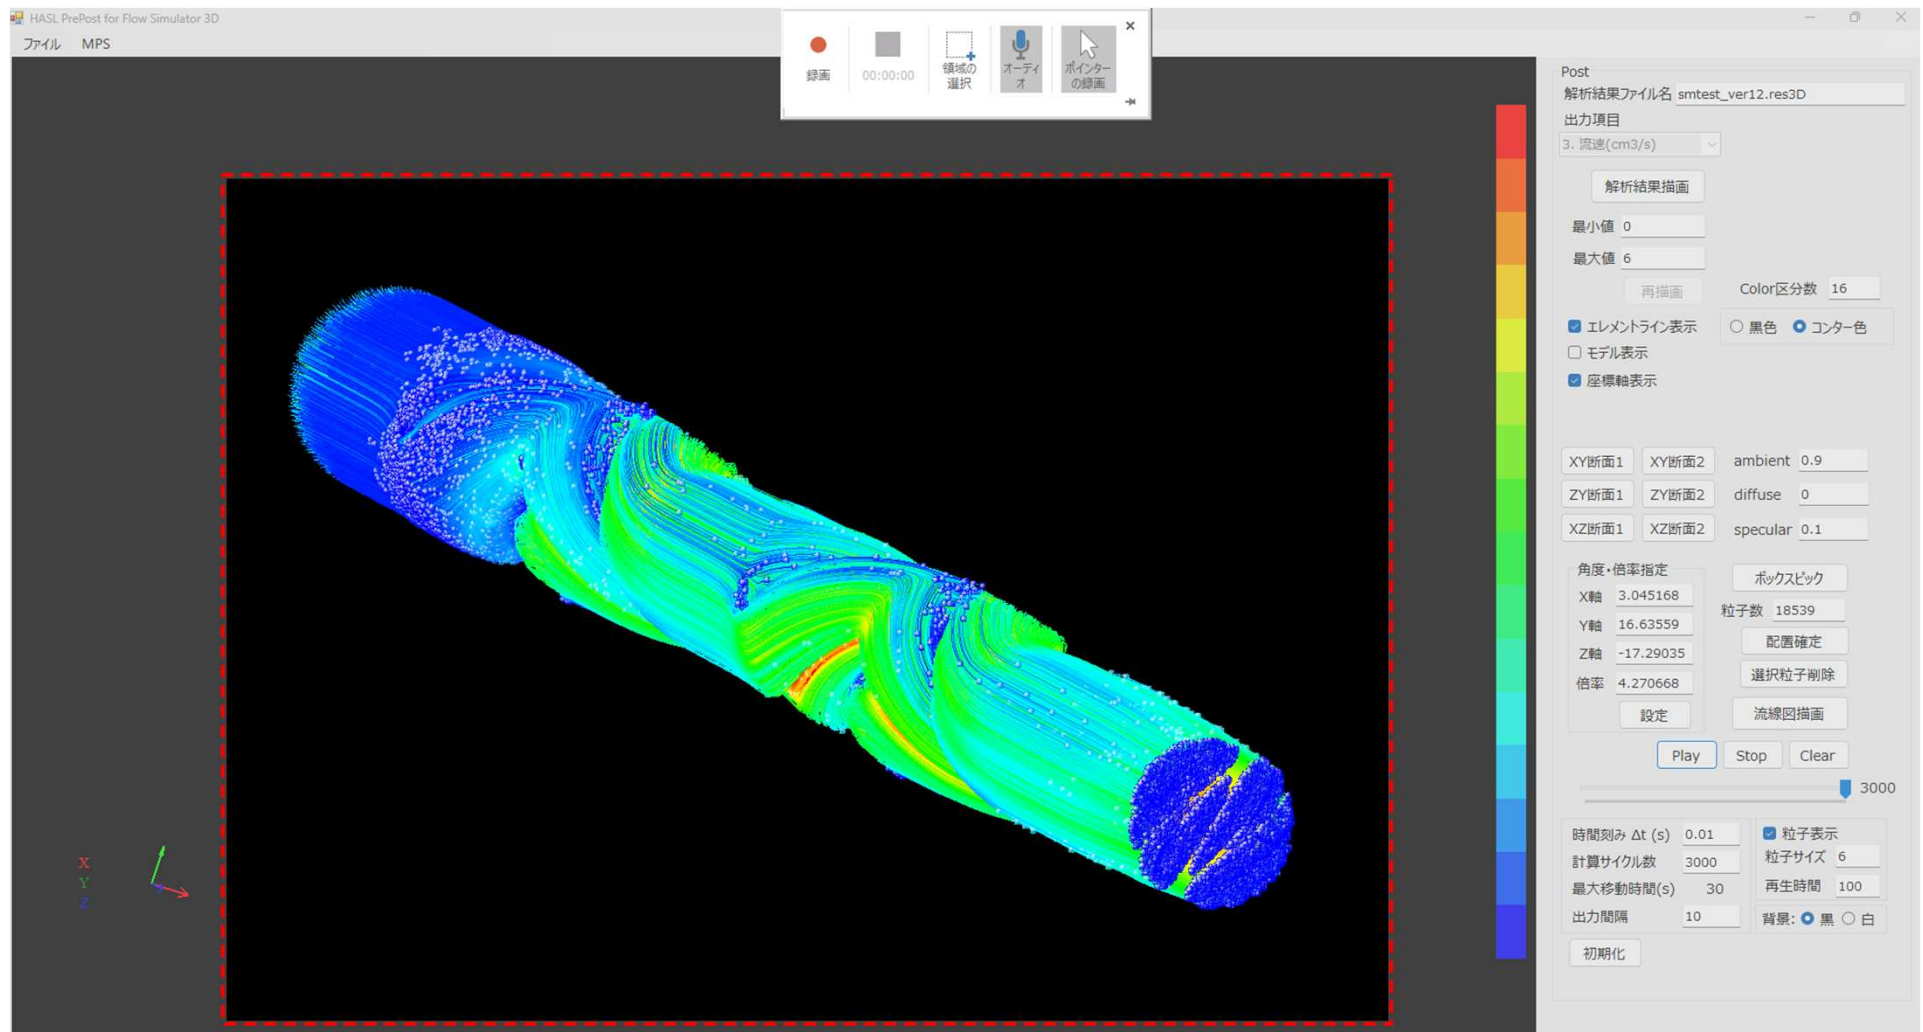 HASL PrePost for Flow Simulator 3D
ファイル MPS
録画
00:00:00
領域の
選択
オーディ
オ
ポインター
の録画
Post
解析結果ファイル名 smtest_ver12.res3D
出力項目
3. 流速(cm3/s)
解析結果描画
最小値 0
最大値 6
再描画
Color区分数 16
エレメントライン表示
黒色 コンター色
モデル表示
座標軸表示
XY断面1 XY断面2 ambient 0.9
ZY断面1 ZY断面2 diffuse 0
XZ断面1 XZ断面2 specular 0.1
角度・倍率指定
X軸 3.045168
Y軸 16.63559
Z軸 -17.29035
倍率 4.270668
設定
ボックスピック
粒子数 18539
配置確定
選択粒子削除
流線図描画
Play Stop Clear
3000
時間刻み Δt (s) 0.01
計算サイクル数 3000
最大移動時間(s) 30
出力間隔 10
粒子表示
粒子サイズ 6
再生時間 100
背景: 黒 白
初期化
X
Y
Z